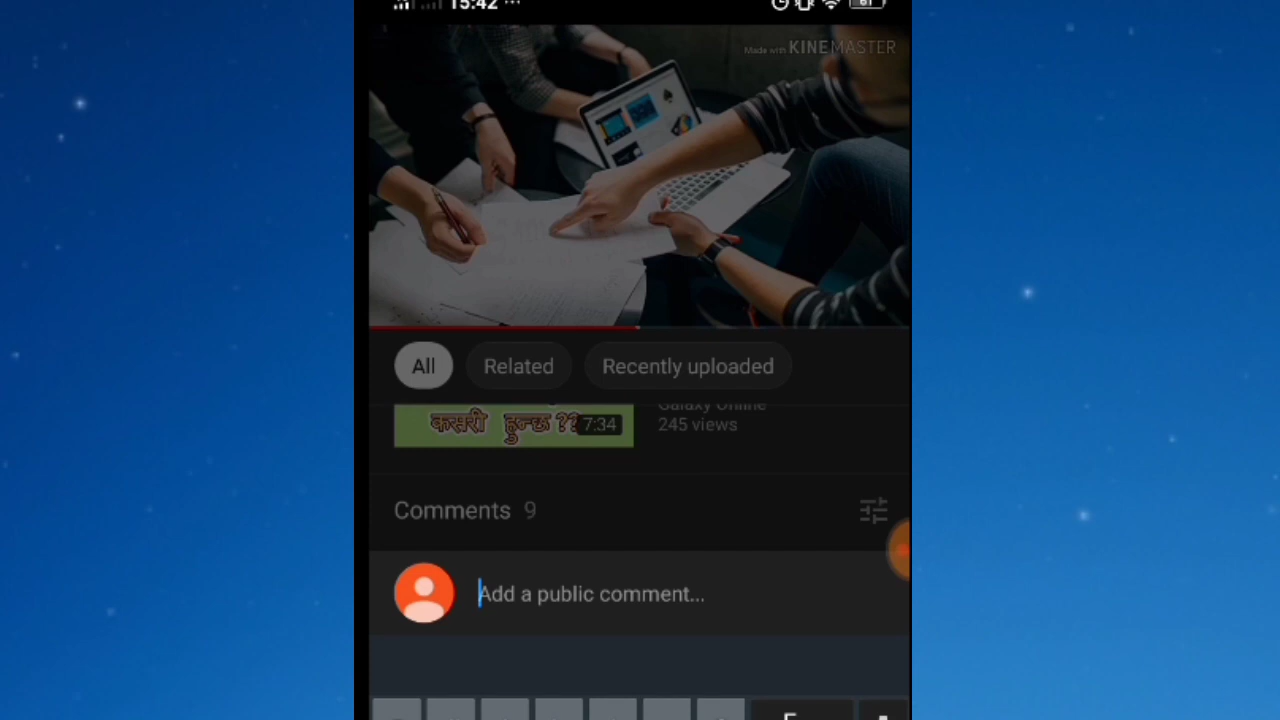 15:42 ...
61
Made with KINEMASTER
All
Related
Recently uploaded
Galaxy Online
कसरी हुन्छ ??
7:34
245 views
Comments 9
Add a public comment...